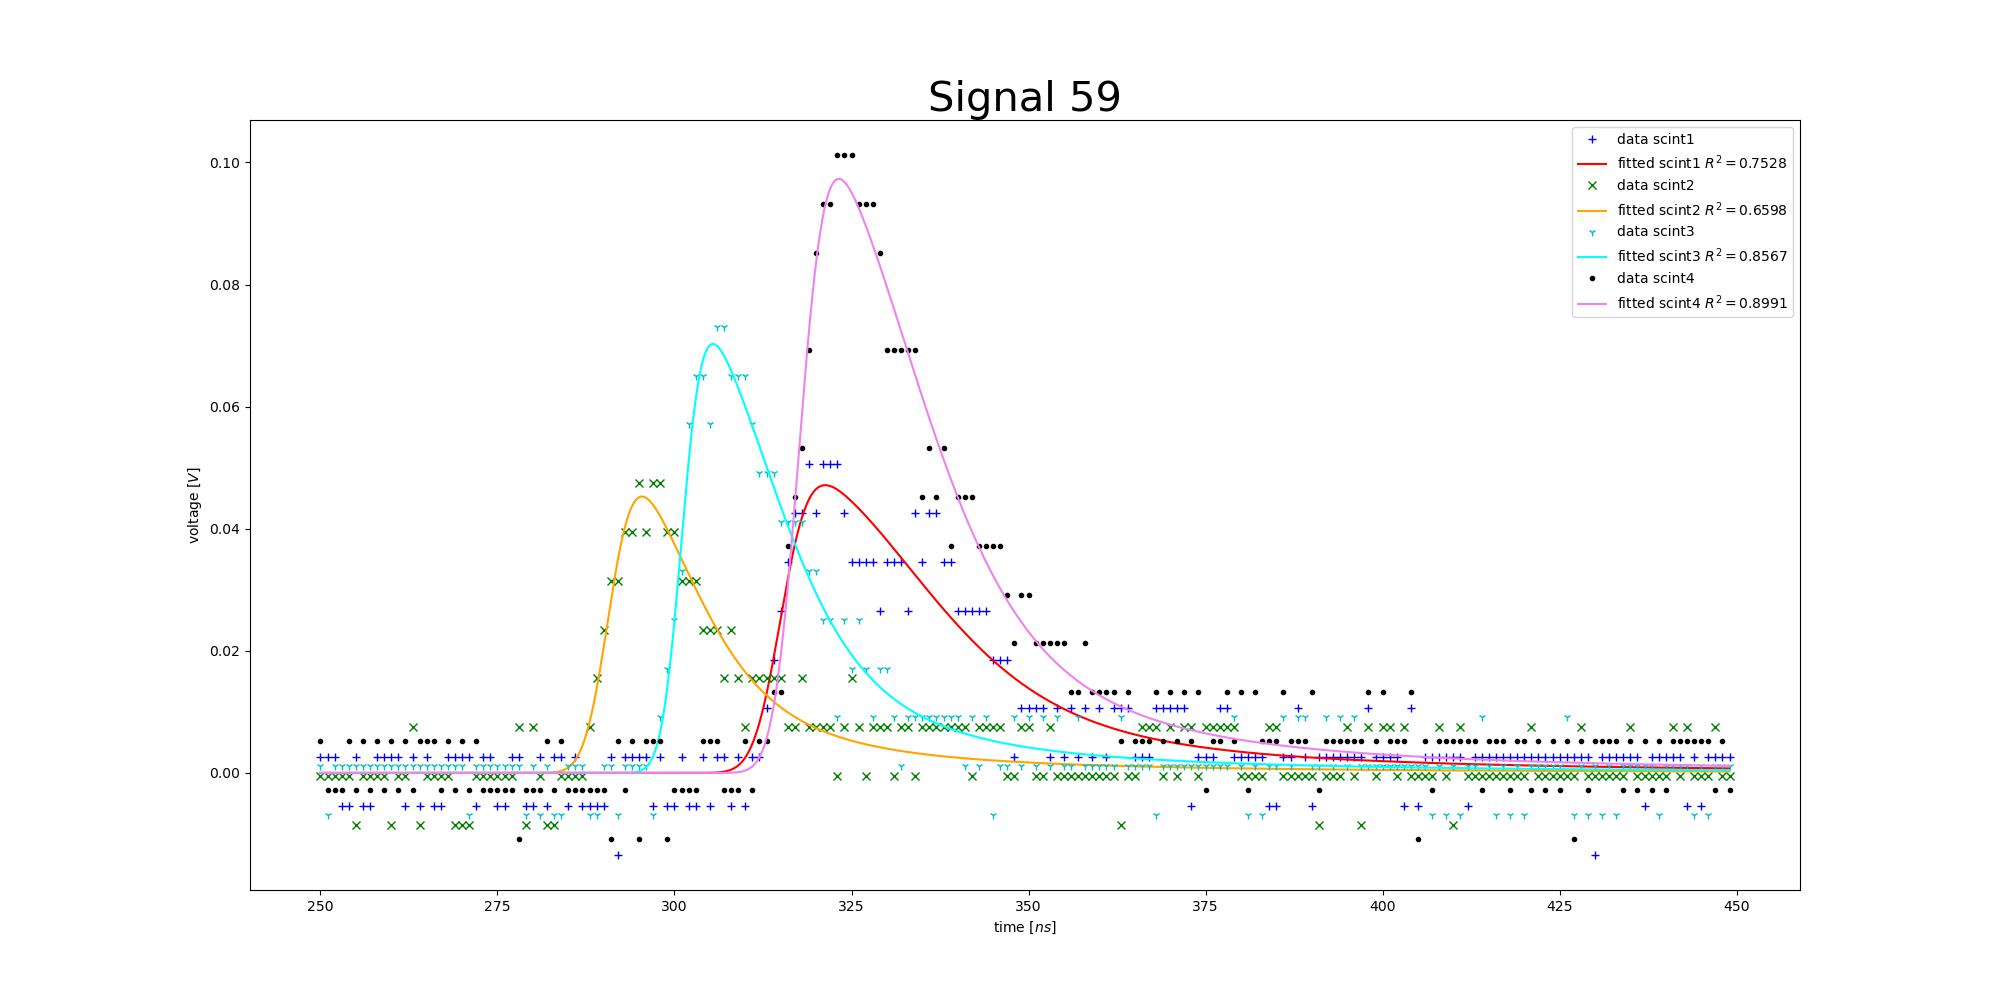 Signal 59
data scint1
fitted scint1 R² = 0.7528
data scint2
fitted scint2 R² = 0.6598
data scint3
fitted scint3 R² = 0.8567
data scint4
fitted scint4 R² = 0.8991
voltage [V]
0.10
0.08
0.06
0.04
0.02
0.00
250 275 300 325 350 375 400 425 450
time [ns]